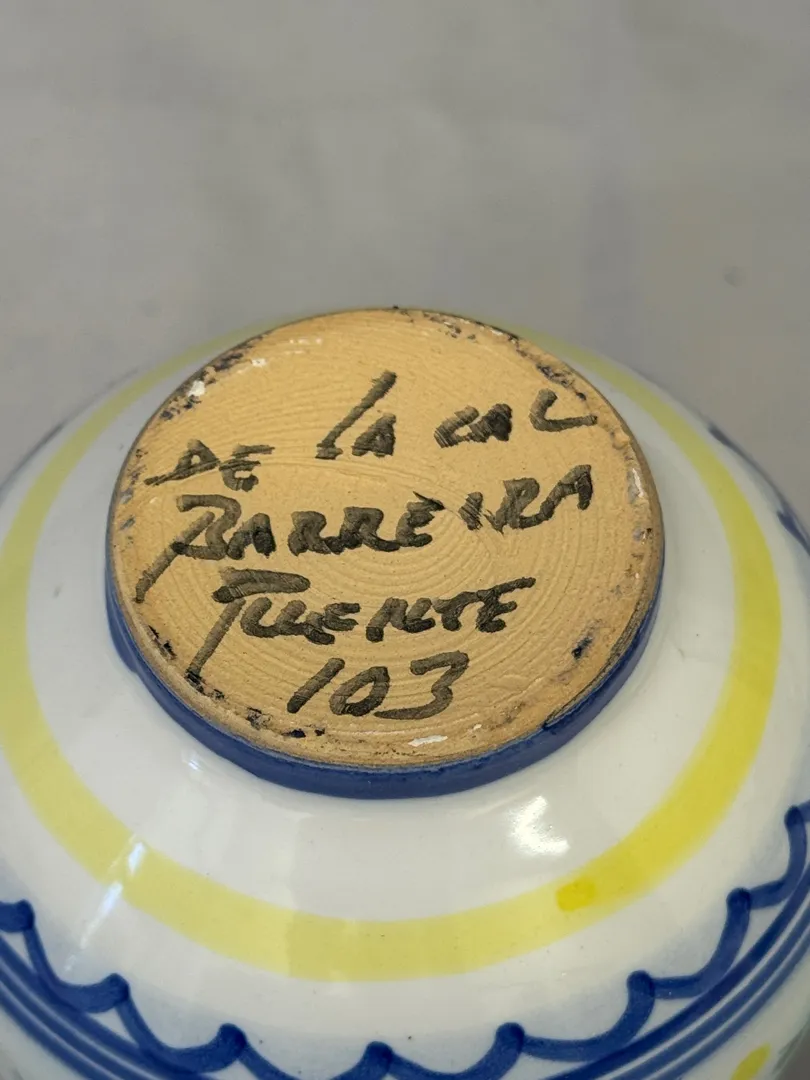 DE la CAL
BARREIRA
PUENTE
103